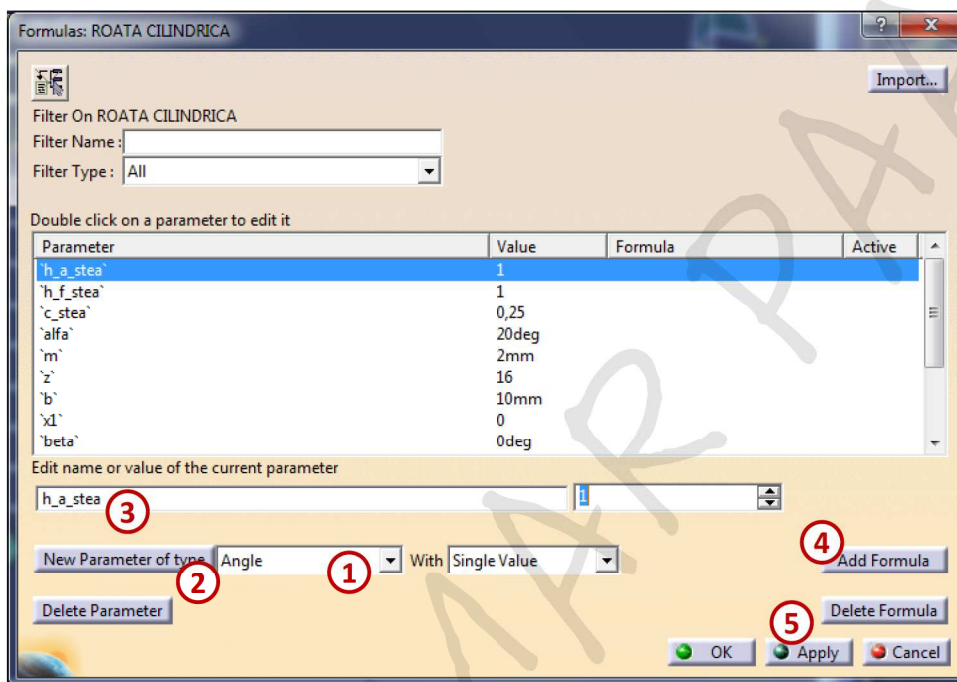 Formulas: ROATA CILINDRICA
? X
Import...
Filter On ROATA CILINDRICA
Filter Name :
Filter Type : All
Double click on a parameter to edit it
Parameter Value Formula Active
`h_a_stea` 1
`h_f_stea` 1
`c_stea` 0,25
`alfa` 20deg
`m` 2mm
`z` 16
`b` 10mm
`x1` 0
`beta` 0deg
Edit name or value of the current parameter
h_a_stea 1
3
4
New Parameter of type Angle With Single Value Add Formula
2 1
Delete Parameter Delete Formula
5
OK Apply Cancel
MAR PA